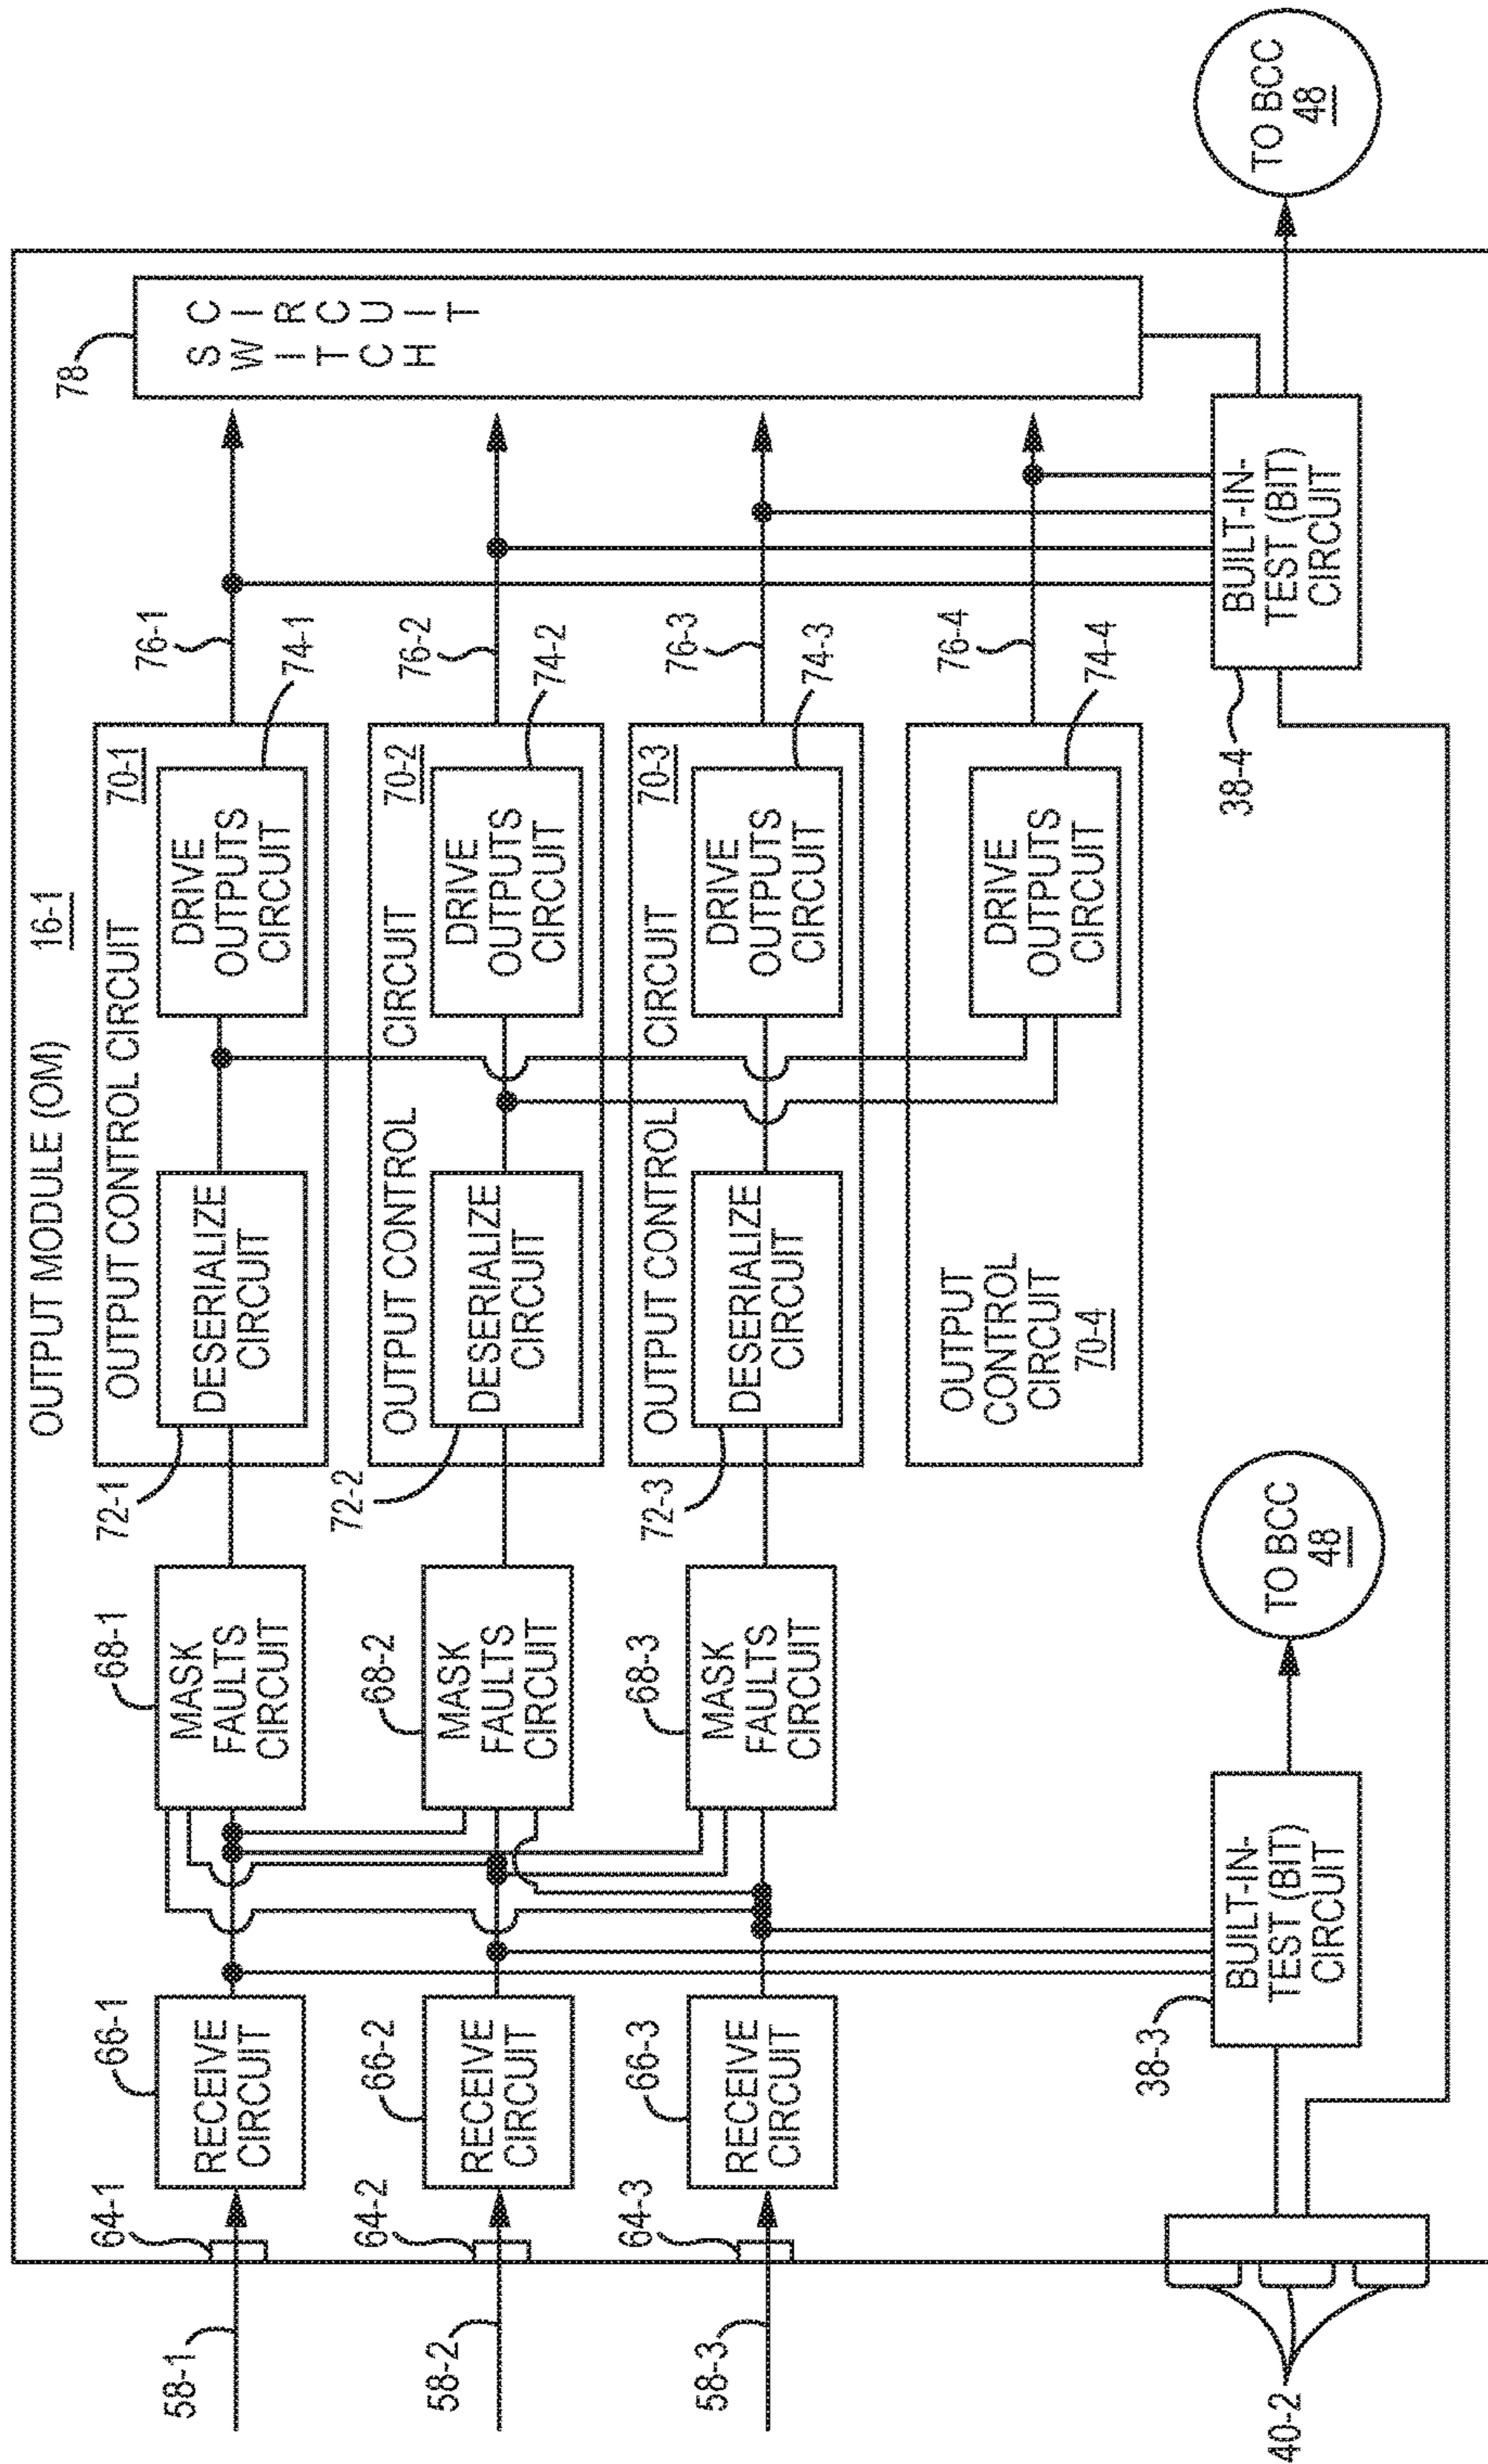 OUTPUT MODULE (OM)
16-1
58-1
64-1
66-1
RECEIVE
CIRCUIT
68-1
MASK
FAULTS
CIRCUIT
72-1
OUTPUT CONTROL CIRCUIT
70-1
DESERIALIZE
CIRCUIT
DRIVE
OUTPUTS
CIRCUIT
74-1
76-1
78
SWITCH
CIRCUIT
58-2
64-2
66-2
RECEIVE
CIRCUIT
68-2
MASK
FAULTS
CIRCUIT
72-2
OUTPUT CONTROL CIRCUIT
70-2
DESERIALIZE
CIRCUIT
DRIVE
OUTPUTS
CIRCUIT
74-2
76-2
58-3
64-3
66-3
RECEIVE
CIRCUIT
68-3
MASK
FAULTS
CIRCUIT
72-3
OUTPUT CONTROL CIRCUIT
70-3
DESERIALIZE
CIRCUIT
DRIVE
OUTPUTS
CIRCUIT
74-3
76-3
OUTPUT
CONTROL
CIRCUIT
70-4
DRIVE
OUTPUTS
CIRCUIT
74-4
76-4
40-2
38-3
BUILT-IN-
TEST (BIT)
CIRCUIT
TO BCC
48
38-4
BUILT-IN-
TEST (BIT)
CIRCUIT
TO BCC
48